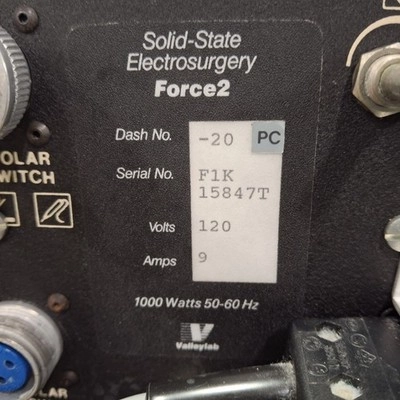 Solid-State
Electrosurgery
Force2
Dash No. -20 PC
Serial No. F1K
15847T
Volts 120
Amps 9
1000 Watts 50-60 Hz
Valleylab
OLAR
WITCH
LAR